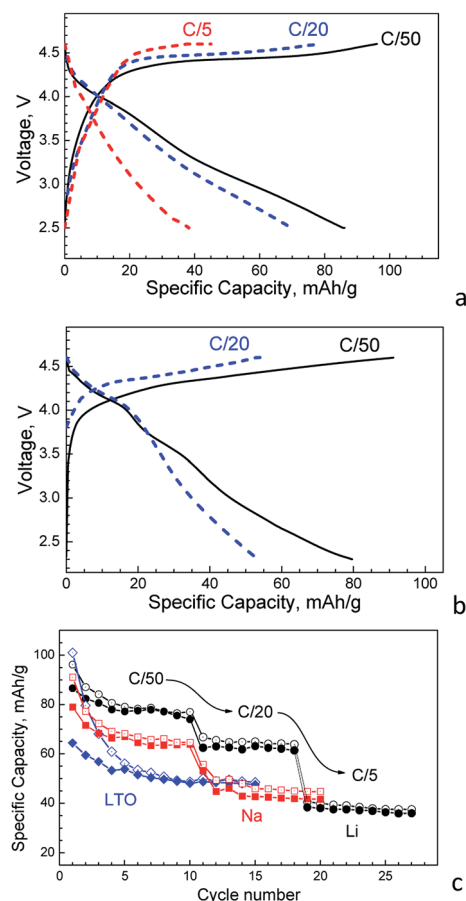 C/5
C/20
C/50
4.5
4.0
3.5
3.0
2.5
Voltage, V
0
20
40
60
80
100
Specific Capacity, mAh/g
a
C/20
C/50
4.5
4.0
3.5
3.0
2.5
Voltage, V
0
20
40
60
80
100
Specific Capacity, mAh/g
b
100
80
60
40
20
Specific Capacity, mAh/g
C/50
C/20
C/5
LTO
Na
Li
0
5
10
15
20
25
Cycle number
c